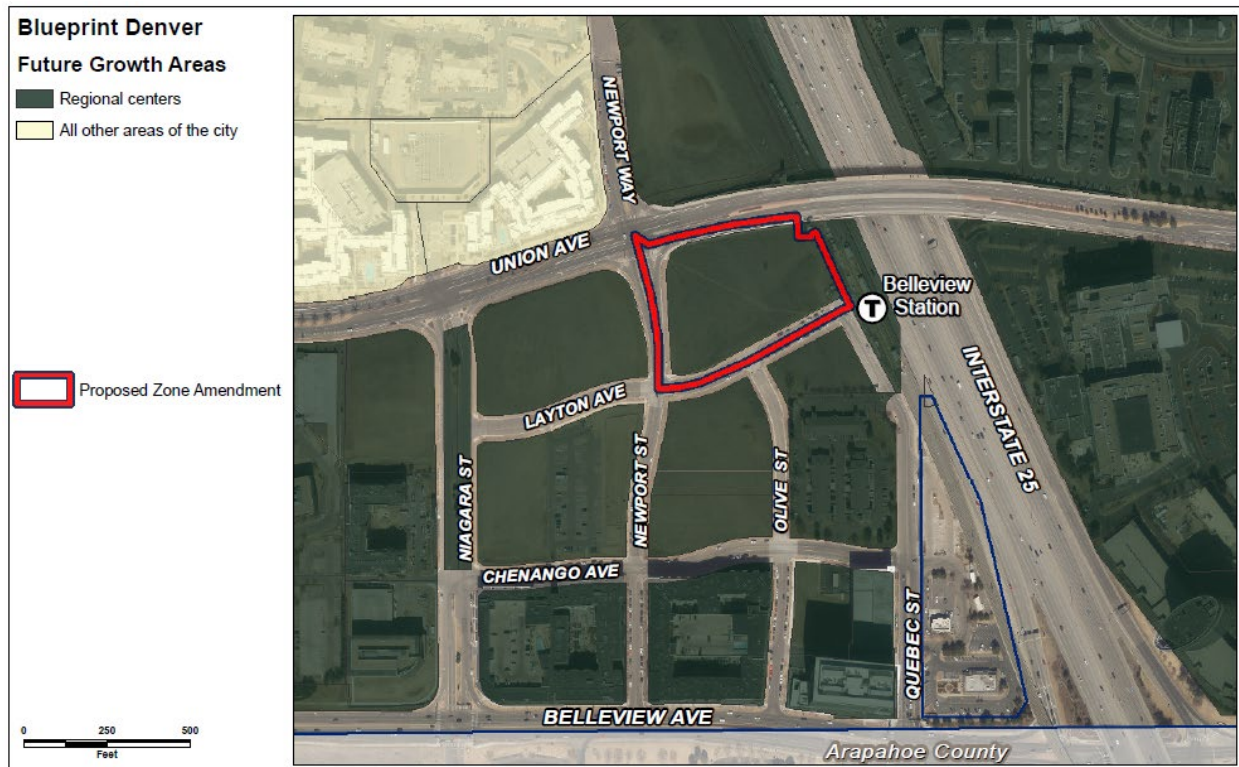 Blueprint Denver
Future Growth Areas
Regional centers
All other areas of the city
Proposed Zone Amendment
0 250 500
Feet
NEWPORT WAY
UNION AVE
Belleview
Station
T
INTERSTATE 25
LAYTON AVE
NIAGARA ST
NEWPORT ST
OLIVE ST
CHENANGO AVE
QUEBEC ST
BELLEVIEW AVE
Arapahoe County